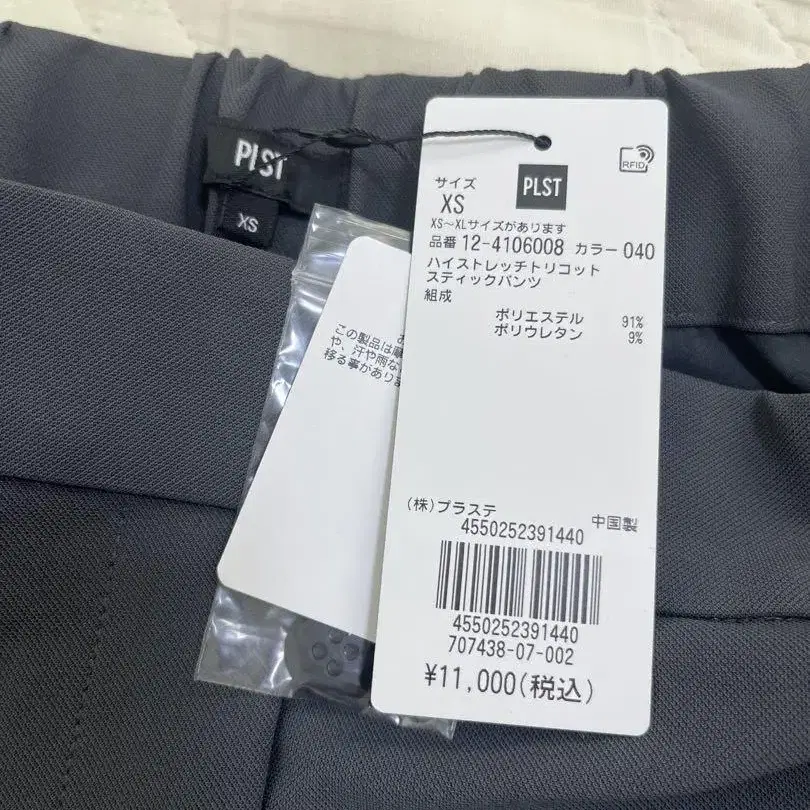 PLST
XS
RFID
サイズ
PLST
XS
XS～XLサイズがあります
品番 12-4106008 カラー 040
ハイストレッチトリコット
スティックパンツ
組成
ポリエステル 91%
ポリウレタン 9%
(株)プラステ
4550252391440 中国製
4550252391440
707438-07-002
¥11,000(税込)
この製品は
や、汗や雨な
移る事がありま